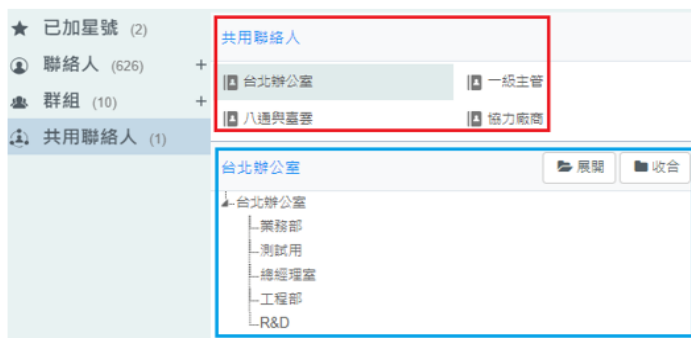 已加星號 (2)
聯絡人 (626) +
群組 (10) +
共用聯絡人 (1)
共用聯絡人
台北辦公室
一級主管
八通與嘉雲
協力廠商
台北辦公室
展開
收合
台北辦公室
業務部
測試用
總經理室
工程部
R&D